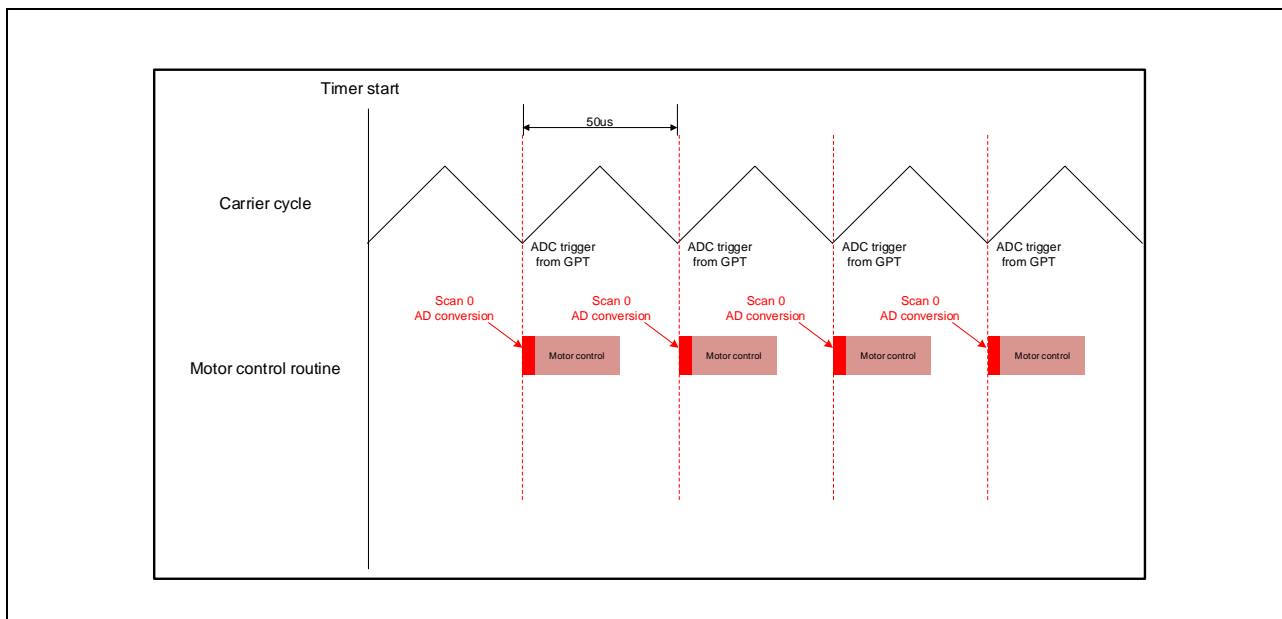 Timer start
50us
Carrier cycle
ADC trigger
from GPT
ADC trigger
from GPT
ADC trigger
from GPT
ADC trigger
from GPT
Scan 0
AD conversion
Scan 0
AD conversion
Scan 0
AD conversion
Scan 0
AD conversion
Motor control routine
Motor control
Motor control
Motor control
Motor control